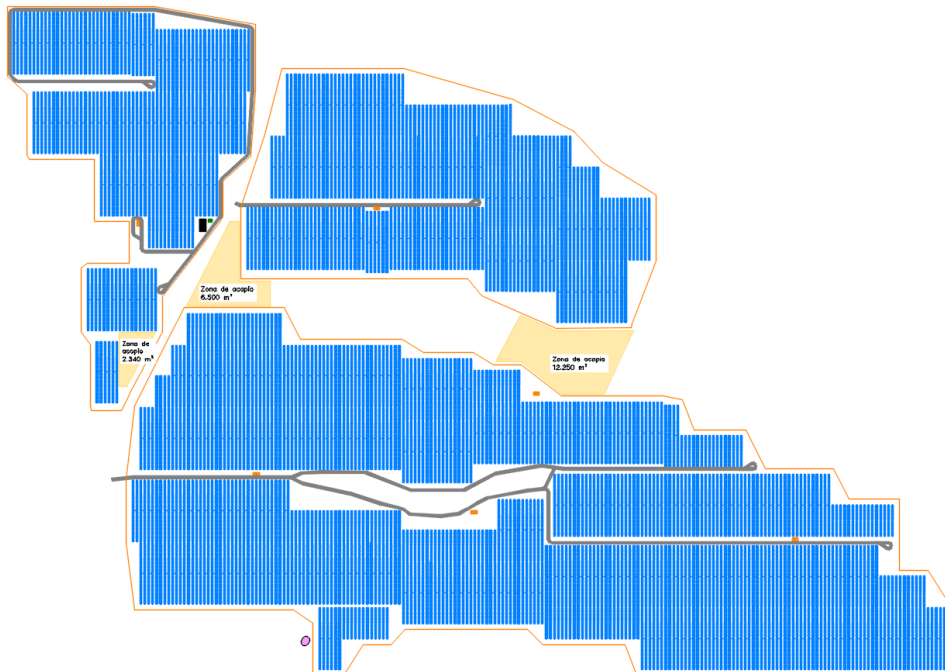 Zona de acopio
6.500 m²
Zona de
acopio
2.340 m²
Zona de acopio
12.250 m²